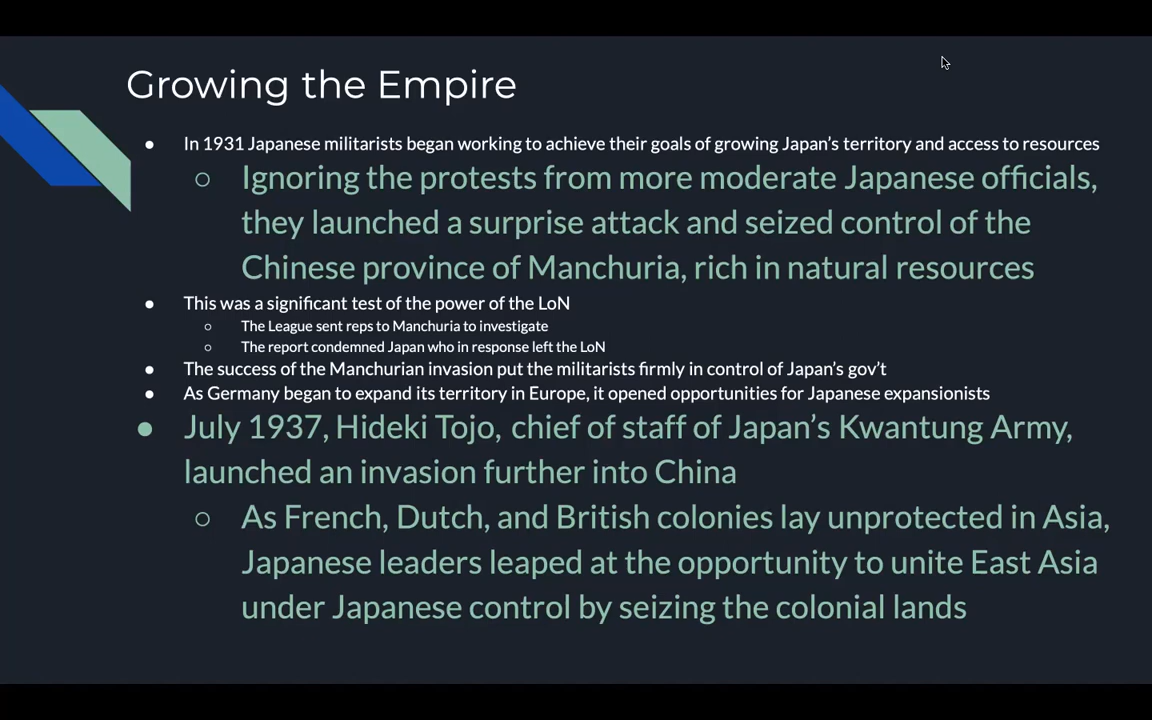 Growing the Empire
● In 1931 Japanese militarists began working to achieve their goals of growing Japan’s territory and access to resources
○ Ignoring the protests from more moderate Japanese officials,
they launched a surprise attack and seized control of the
Chinese province of Manchuria, rich in natural resources
● This was a significant test of the power of the LoN
○ The League sent reps to Manchuria to investigate
○ The report condemned Japan who in response left the LoN
● The success of the Manchurian invasion put the militarists firmly in control of Japan’s gov’t
● As Germany began to expand its territory in Europe, it opened opportunities for Japanese expansionists
● July 1937, Hideki Tojo, chief of staff of Japan’s Kwantung Army,
launched an invasion further into China
○ As French, Dutch, and British colonies lay unprotected in Asia,
Japanese leaders leaped at the opportunity to unite East Asia
under Japanese control by seizing the colonial lands